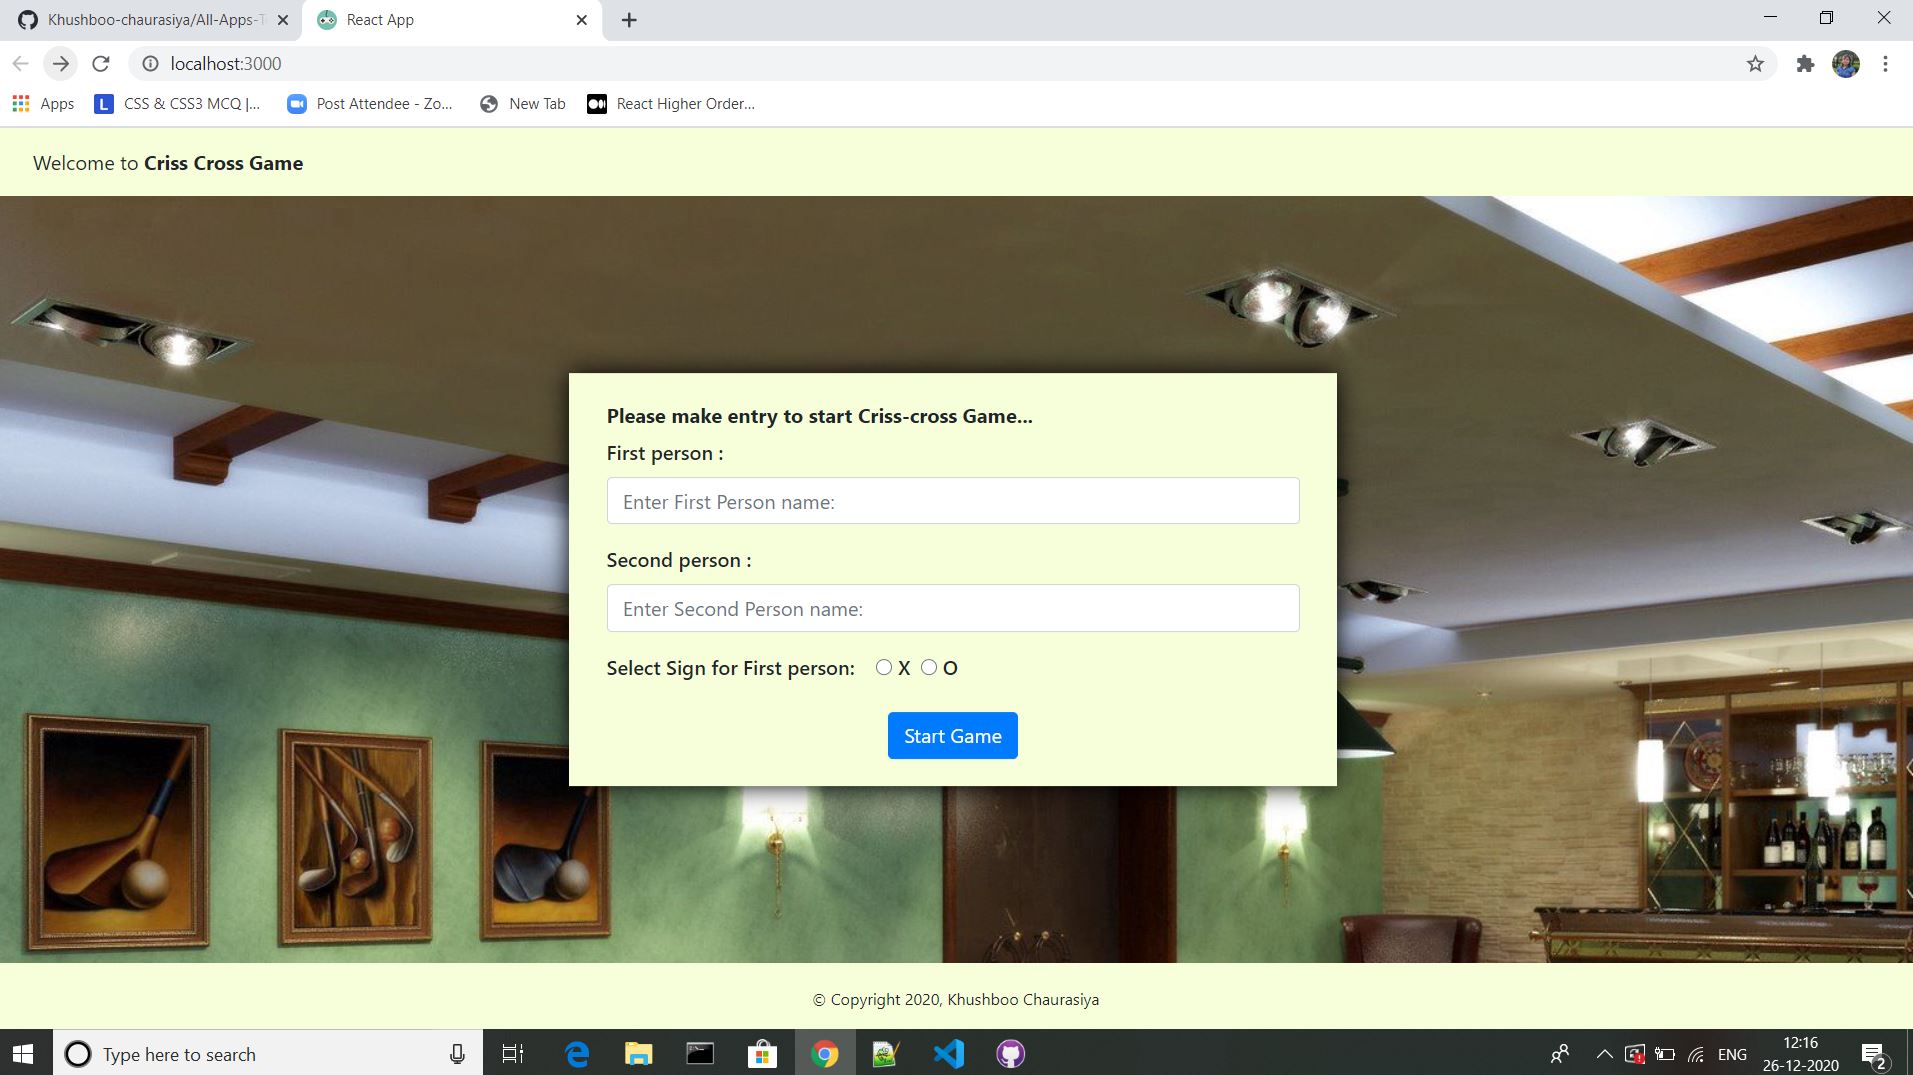 Khushboo-chaurasiya/All-Apps-T
React App
localhost:3000
Apps
CSS & CSS3 MCQ |...
Post Attendee - Zo...
New Tab
React Higher Order...
Welcome to Criss Cross Game
Please make entry to start Criss-cross Game...
First person :
Enter First Person name:
Second person :
Enter Second Person name:
Select Sign for First person: X O
Start Game
© Copyright 2020, Khushboo Chaurasiya
Type here to search
ENG
12:16
26-12-2020
2